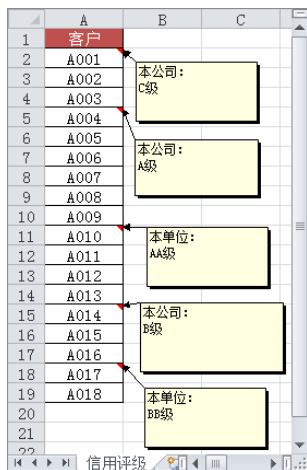 A B C
1 客户
2 A001
3 A002
本公司:
C级
4 A003
5 A004
6 A005
本公司:
A级
7 A006
8 A007
9 A008
10 A009
11 A010
本单位:
AA级
12 A011
13 A012
14 A013
15 A014
本公司:
B级
16 A015
17 A016
18 A017
19 A018
本单位:
BB级
20
21
22
信用评级